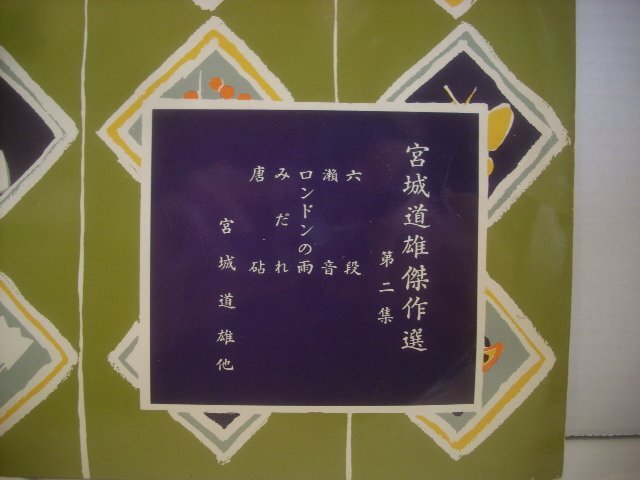 宮城道雄傑作選
第二集
六段
瀬音
ロンドンの雨
みだれ
唐砧
宮城道雄他